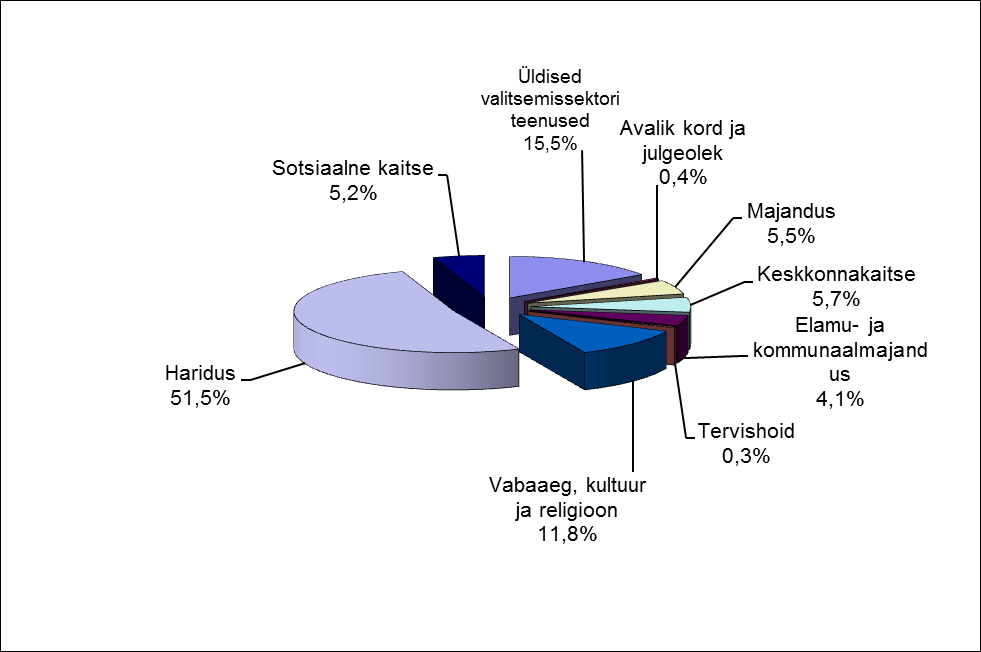 Üldised
valitsemissektori
teenused
15,5%
Avalik kord ja
julgeolek
0,4%
Majandus
5,5%
Keskkonnakaitse
5,7%
Elamu- ja
kommunaalmajand
us
4,1%
Tervishoid
0,3%
Vabaaeg, kultuur
ja religioon
11,8%
Haridus
51,5%
Sotsiaalne kaitse
5,2%